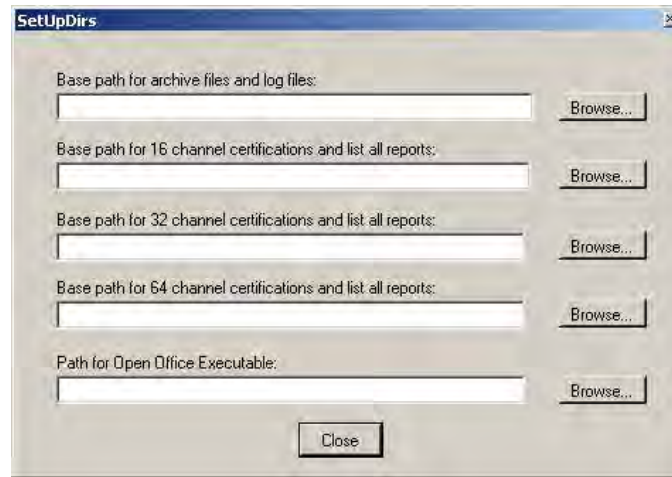 SetUpDirs
Base path for archive files and log files:
Browse...
Base path for 16 channel certifications and list all reports:
Browse...
Base path for 32 channel certifications and list all reports:
Browse...
Base path for 64 channel certifications and list all reports:
Browse...
Path for Open Office Executable:
Browse...
Close